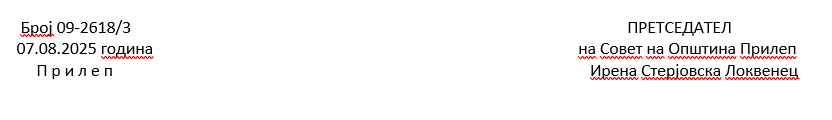 Број 09-2618/3 ПРЕТСЕДАТЕЛ
07.08.2025 година на Совет на Општина Прилеп
П р и л е п Ирена Стерјовска Локвенец